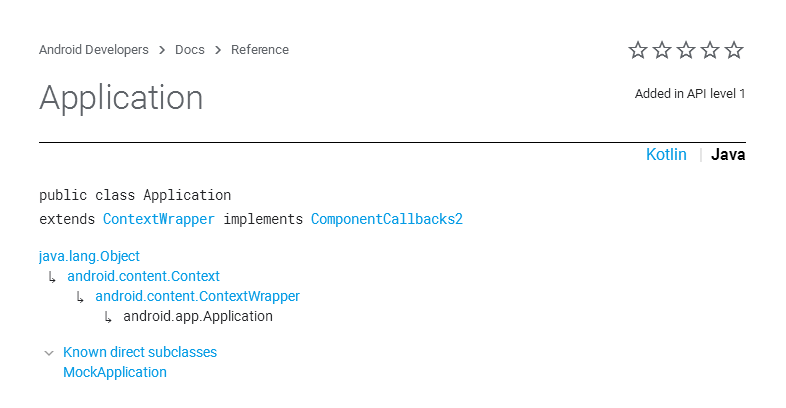 Android Developers > Docs > Reference
Application
Added in API level 1
Kotlin | Java
public class Application
extends ContextWrapper implements ComponentCallbacks2
java.lang.Object
↳ android.content.Context
↳ android.content.ContextWrapper
↳ android.app.Application
Known direct subclasses
MockApplication